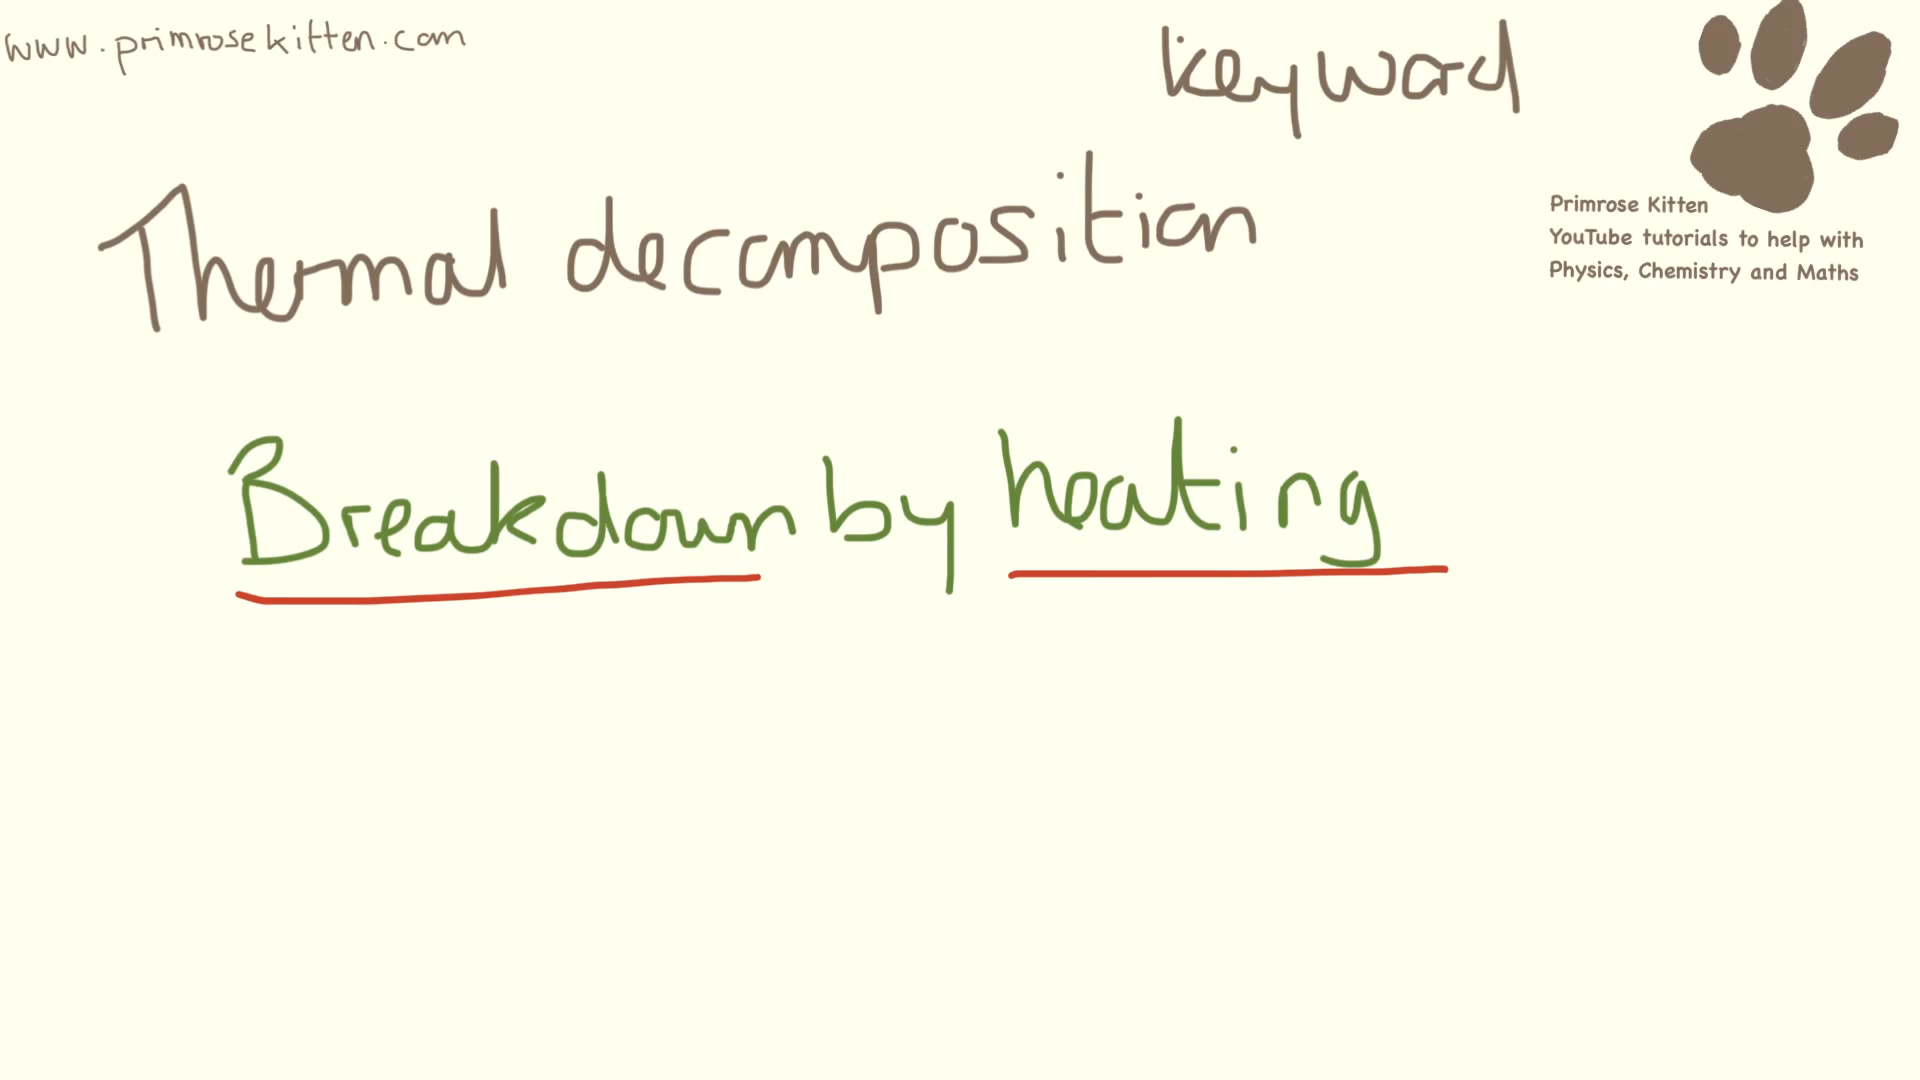 www.primrosekitten.com
keyword
Primrose Kitten
YouTube tutorials to help with
Physics, Chemistry and Maths
Thermal decomposition
Breakdown by heating